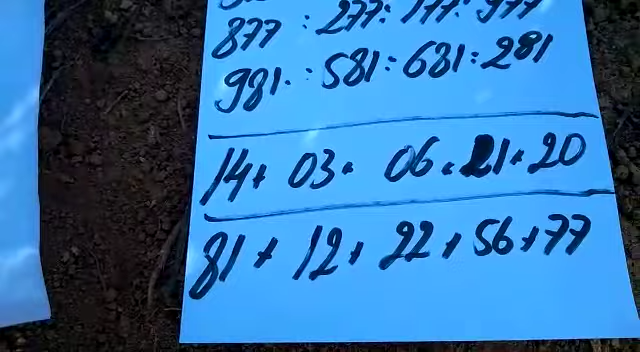 877 : 277 : 177 : 977
981 : 581 : 681 : 281
14 + 03 . 06 . 21 . 20
81 + 12 + 22 + 56 + 77